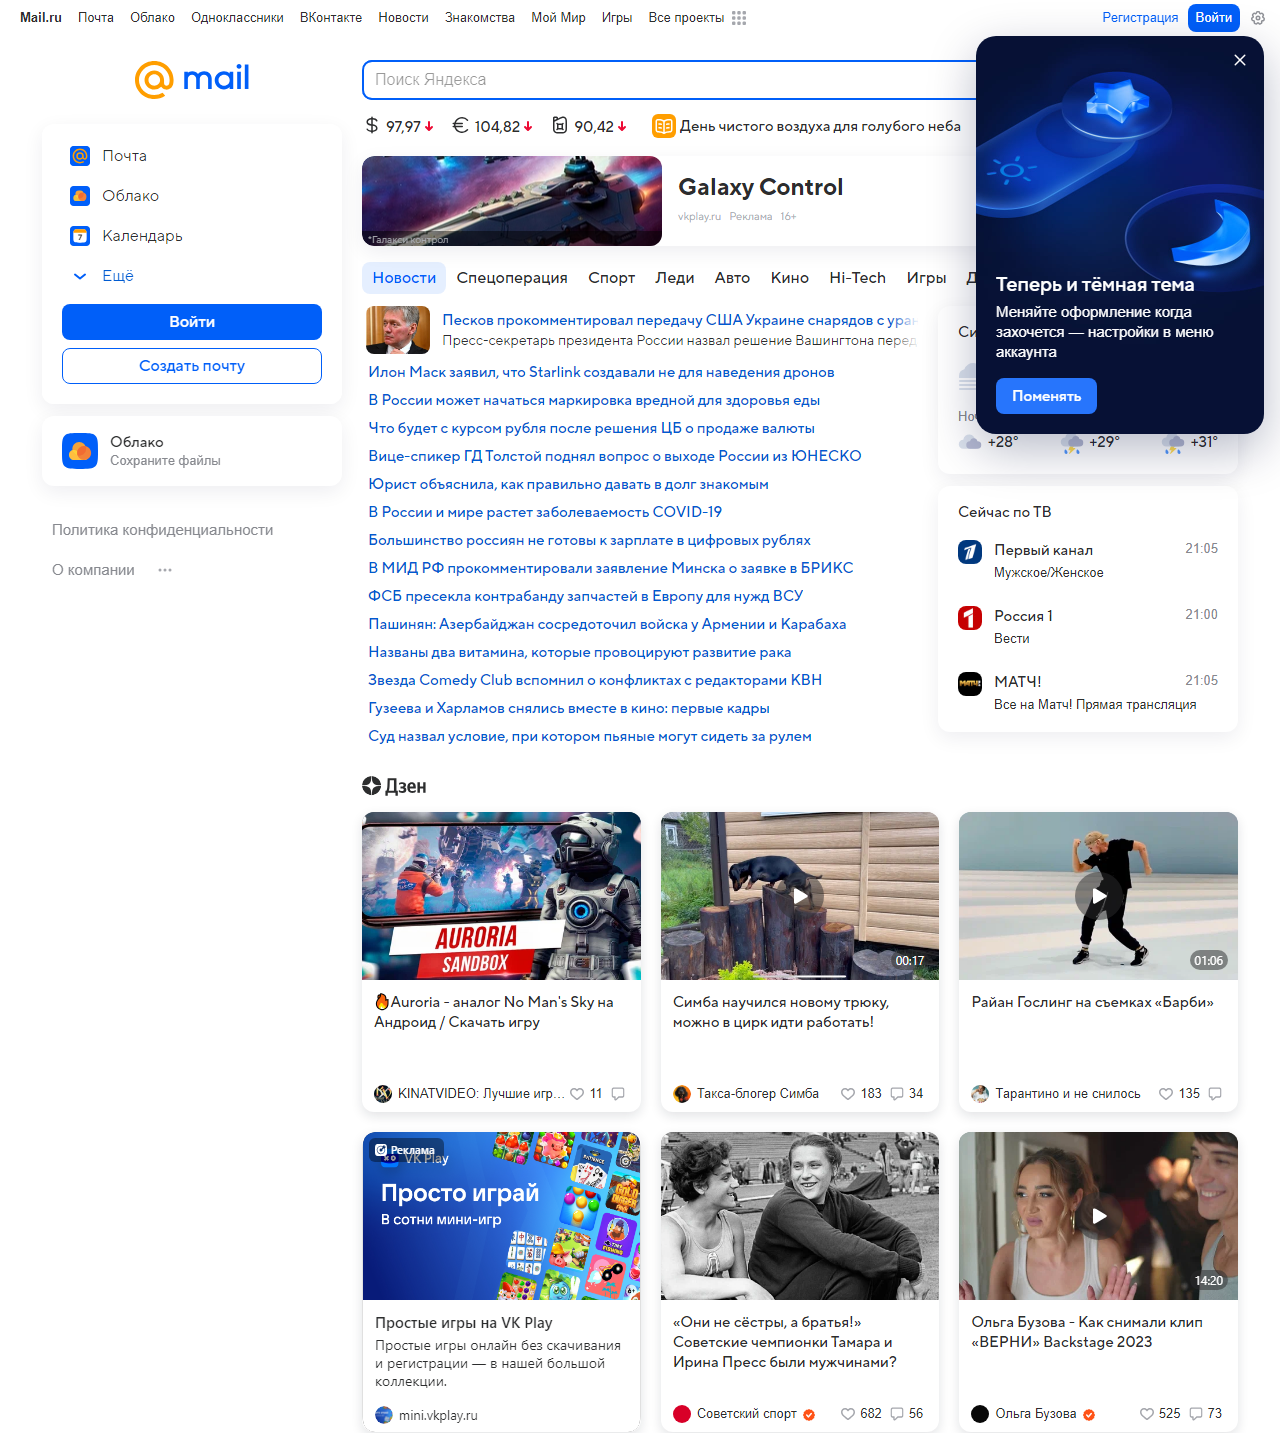 Mail.ru Почта Облако Одноклассники ВКонтакте Новости Знакомства Мой Мир Игры Все проекты Регистрация Войти
@ mail
Поиск Яндекса
$ 97,97 € 104,82 90,42 День чистого воздуха для голубого неба
Почта
Облако
Календарь
Ещё
Войти
Создать почту
Облако
Сохраните файлы
Политика конфиденциальности
О компании
*Галакси контрол
Galaxy Control
vkplay.ru Реклама 16+
Теперь и тёмная тема
Меняйте оформление когда
захочется — настройки в меню
аккаунта
Поменять
Новости Спецоперация Спорт Леди Авто Кино Hi-Tech Игры
Песков прокомментировал передачу США Украине снарядов с ура
Пресс-секретарь президента России назвал решение Вашингтона перед
Илон Маск заявил, что Starlink создавали не для наведения дронов
В России может начаться маркировка вредной для здоровья еды
Что будет с курсом рубля после решения ЦБ о продаже валюты
Вице-спикер ГД Толстой поднял вопрос о выходе России из ЮНЕСКО
Юрист объяснила, как правильно давать в долг знакомым
В России и мире растет заболеваемость COVID-19
Большинство россиян не готовы к зарплате в цифровых рублях
В МИД РФ прокомментировали заявление Минска о заявке в БРИКС
ФСБ пресекла контрабанду запчастей в Европу для нужд ВСУ
Пашинян: Азербайджан сосредоточил войска у Армении и Карабаха
Названы два витамина, которые провоцируют развитие рака
Звезда Comedy Club вспомнил о конфликтах с редакторами КВН
Гузеева и Харламов снялись вместе в кино: первые кадры
Суд назвал условие, при котором пьяные могут сидеть за рулем
+28° +29° +31°
Сейчас по ТВ
Первый канал 21:05
Мужское/Женское
Россия 1 21:00
Вести
МАТЧ! 21:05
Все на Матч! Прямая трансляция
Дзен
AURORIA
SANDBOX
🔥Auroria - аналог No Man's Sky на
Андроид / Скачать игру
KINATVIDEO: Лучшие игр... 11
00:17
Симба научился новому трюку,
можно в цирк идти работать!
Такса-блогер Симба 183 34
01:06
Райан Гослинг на съемках «Барби»
Тарантино и не снилось 135
Реклама
VK Play
Просто играй
В сотни мини-игр
Простые игры на VK Play
Простые игры онлайн без скачивания
и регистрации — в нашей большой
коллекции.
mini.vkplay.ru
«Они не сёстры, а братья!»
Советские чемпионки Тамара и
Ирина Пресс были мужчинами?
Советский спорт 682 56
14:20
Ольга Бузова - Как снимали клип
«ВЕРНИ» Backstage 2023
Ольга Бузова 525 73